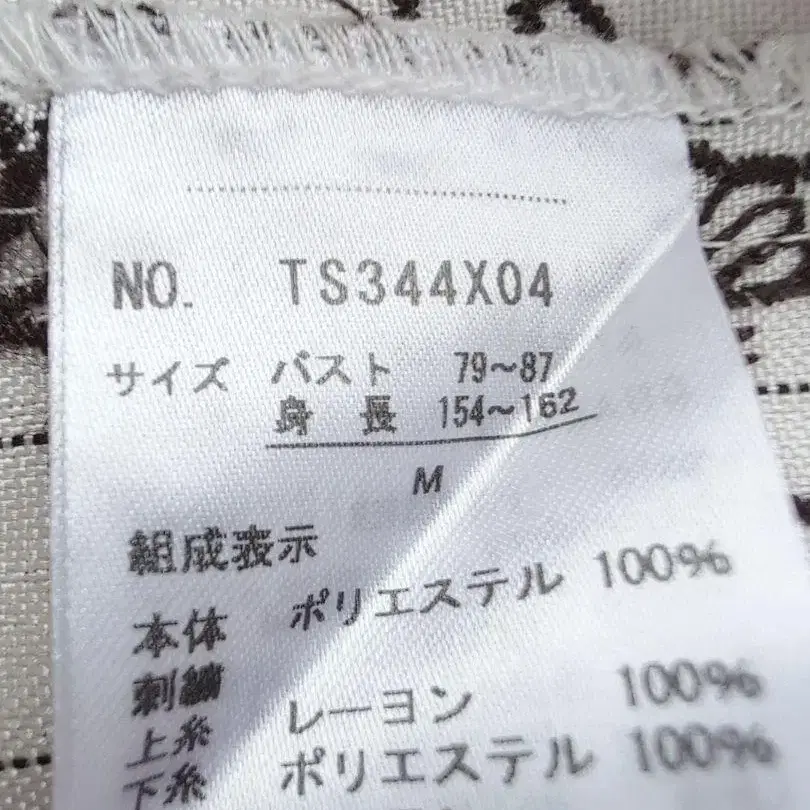 NO. TS344X04
サイズ バスト 79〜87
身 長 154〜162
M
組成表示
本体 ポリエステル 100%
刺繍
上糸 レーヨン 100%
下糸 ポリエステル 100%